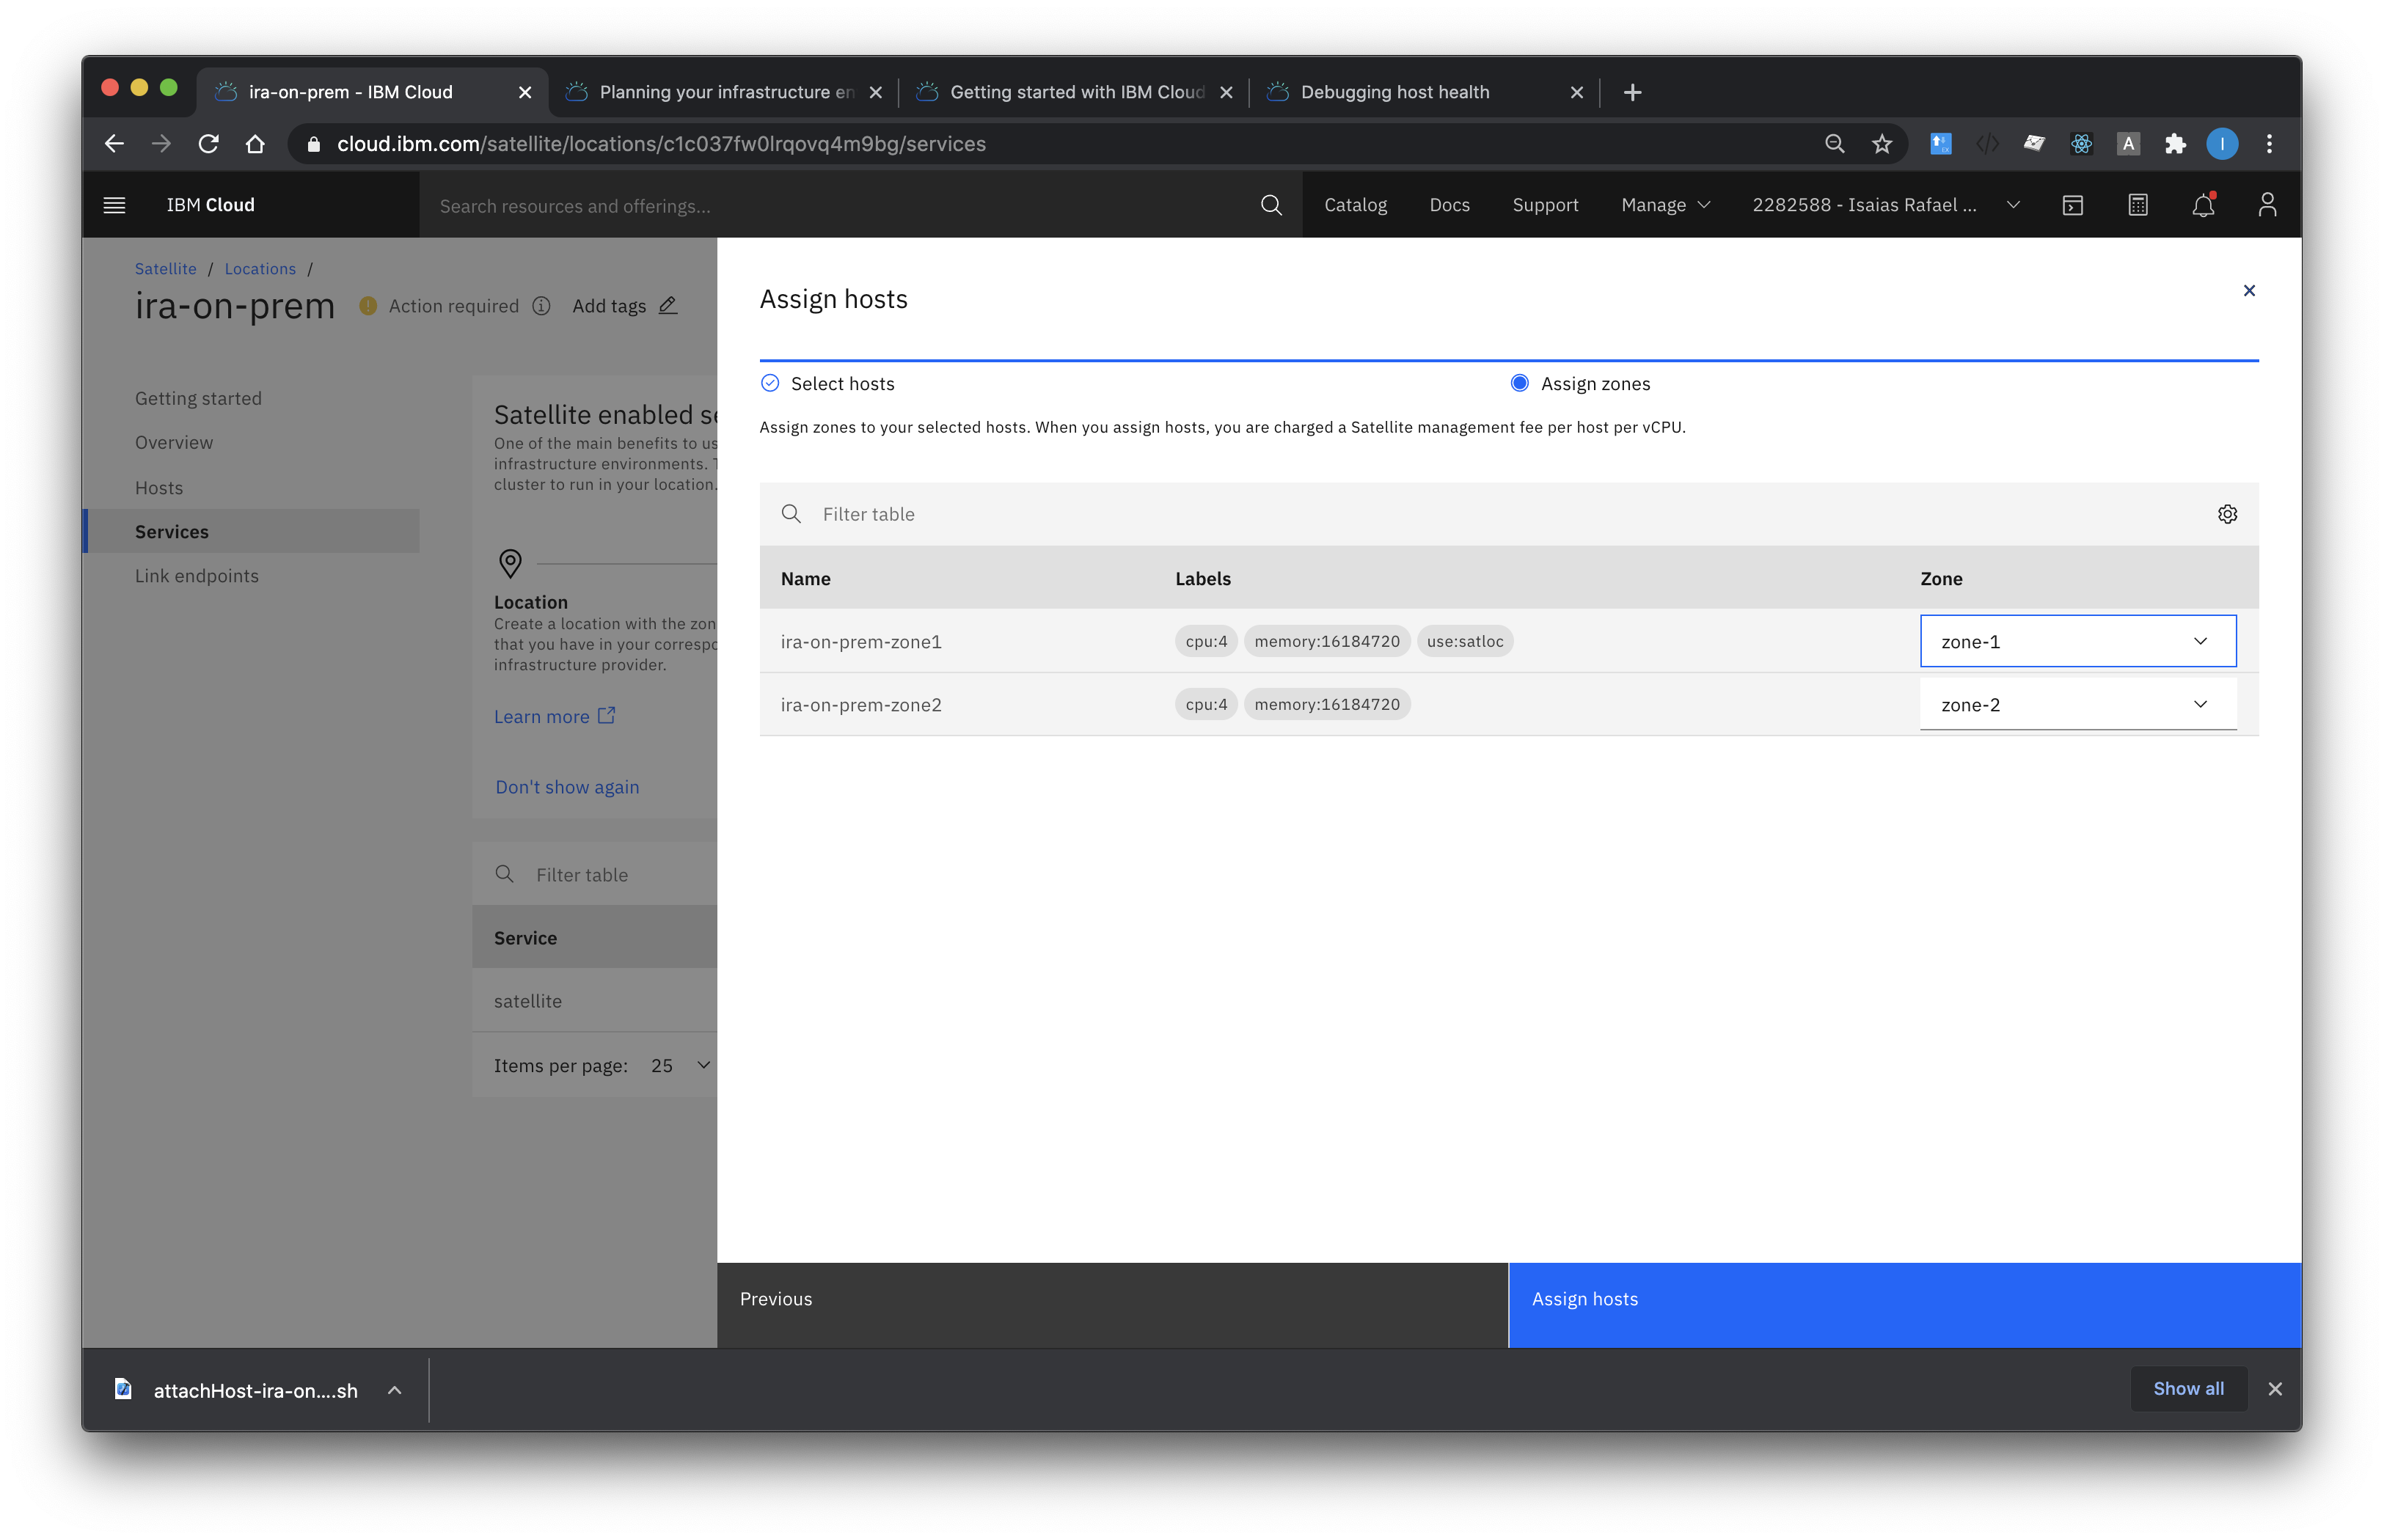 ira-on-prem - IBM Cloud
Planning your infrastructure en
Getting started with IBM Cloud
Debugging host health
cloud.ibm.com/satellite/locations/c1c037fw0lrqovq4m9bg/services
A
I
IBM Cloud
Search resources and offerings...
Catalog
Docs
Support
Manage
2282588 - Isaias Rafael ...
Satellite / Locations /
ira-on-prem
Action required
Add tags
Getting started
Overview
Hosts
Services
Link endpoints
Satellite enabled se
One of the main benefits to us
infrastructure environments. T
cluster to run in your location.
Location
Create a location with the zon
that you have in your correspo
infrastructure provider.
Learn more
Don't show again
Filter table
Service
satellite
Items per page: 25
Assign hosts
Select hosts
Assign zones
Assign zones to your selected hosts. When you assign hosts, you are charged a Satellite management fee per host per vCPU.
Filter table
Name Labels Zone
ira-on-prem-zone1 cpu:4 memory:16184720 use:satloc zone-1
ira-on-prem-zone2 cpu:4 memory:16184720 zone-2
Previous
Assign hosts
attachHost-ira-on....sh
Show all